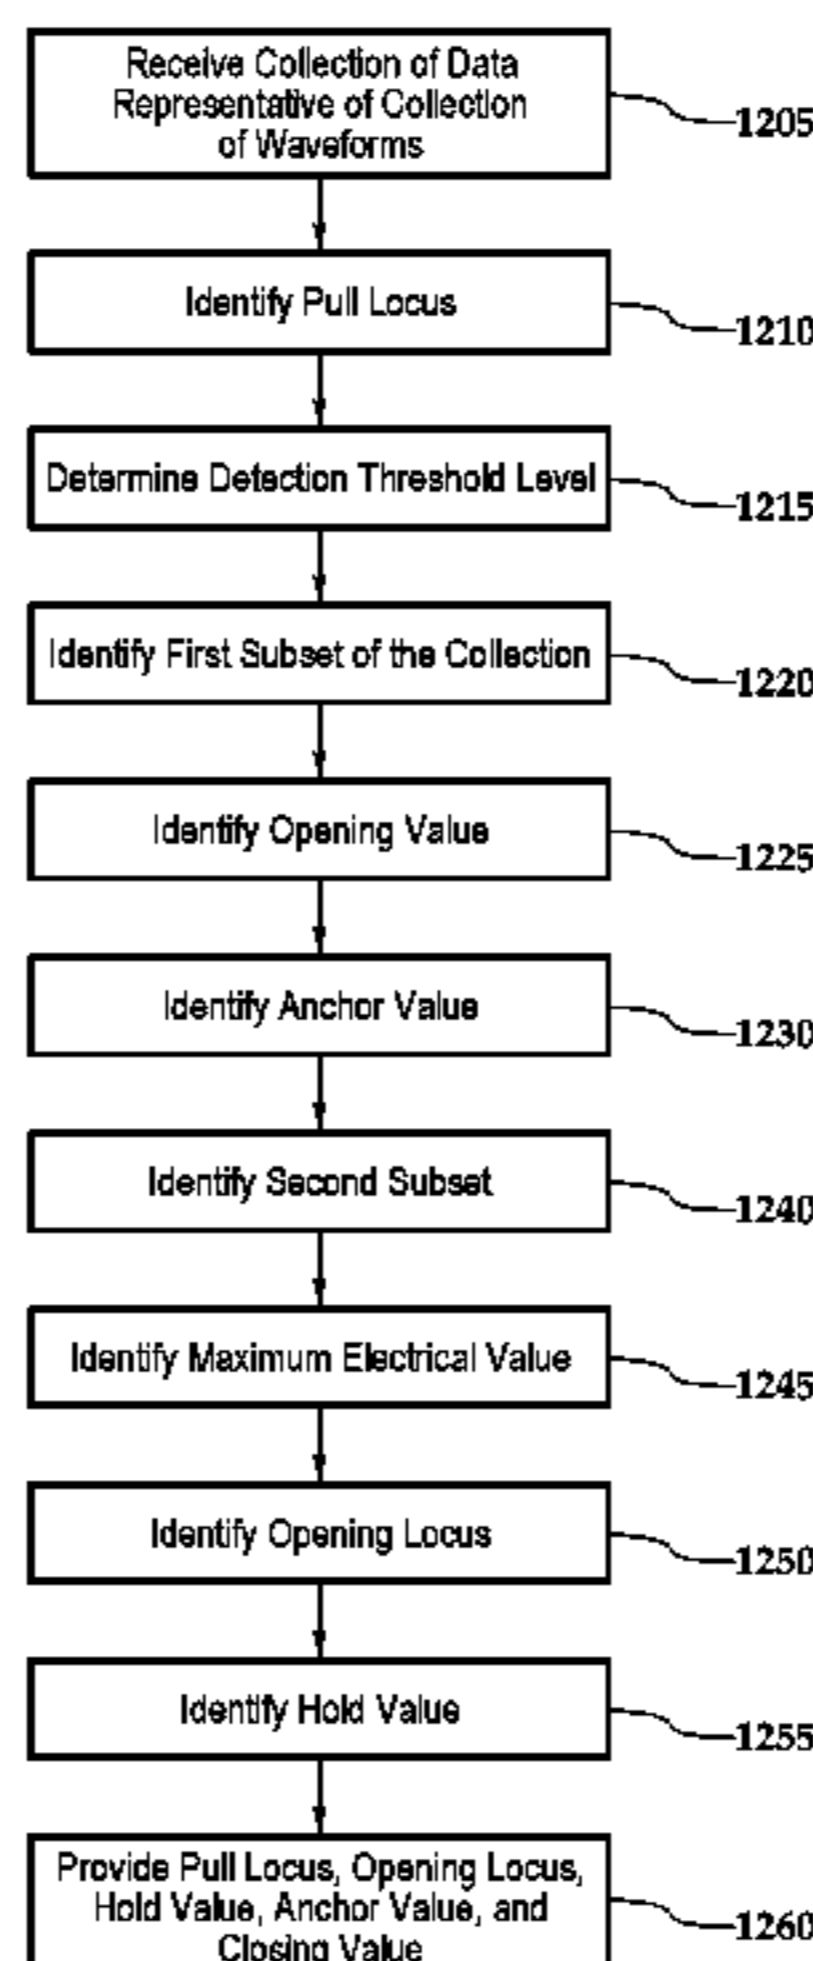 Receive Collection of Data
Representative of Collection
of Waveforms
1205
Identify Pull Locus
1210
Determine Detection Threshold Level
1215
Identify First Subset of the Collection
1220
Identify Opening Value
1225
Identify Anchor Value
1230
Identify Second Subset
1240
Identify Maximum Electrical Value
1245
Identify Opening Locus
1250
Identify Hold Value
1255
Provide Pull Locus, Opening Locus,
Hold Value, Anchor Value, and
Closing Value
1260